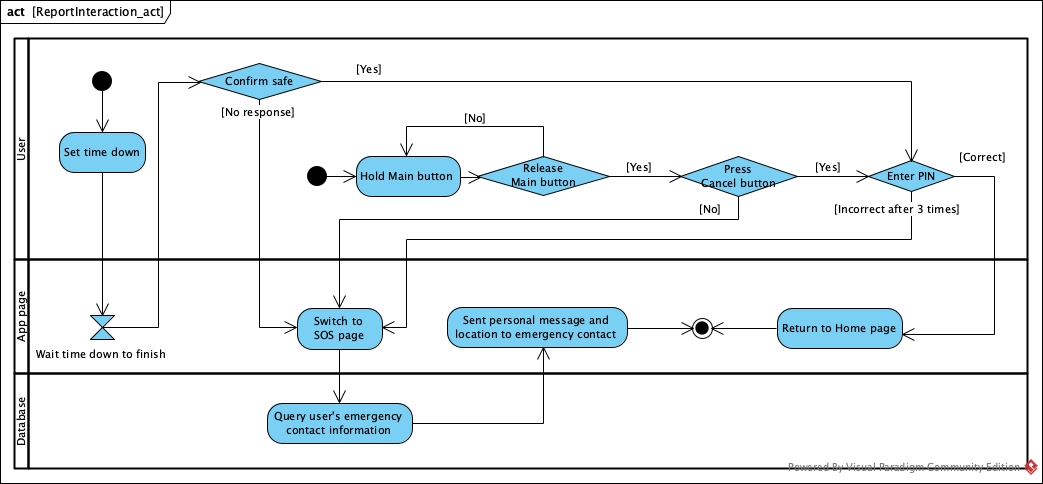 act [ReportInteraction_act]
User
Confirm safe
[Yes]
[No response]
Set time down
[No]
Hold Main button
Release
Main button
[Yes]
Press
Cancel button
[Yes]
Enter PIN
[Correct]
[No]
[Incorrect after 3 times]
App page
Wait time down to finish
Switch to
SOS page
Sent personal message and
location to emergency contact
Return to Home page
Database
Query user's emergency
contact information
Powered By Visual Paradigm Community Edition